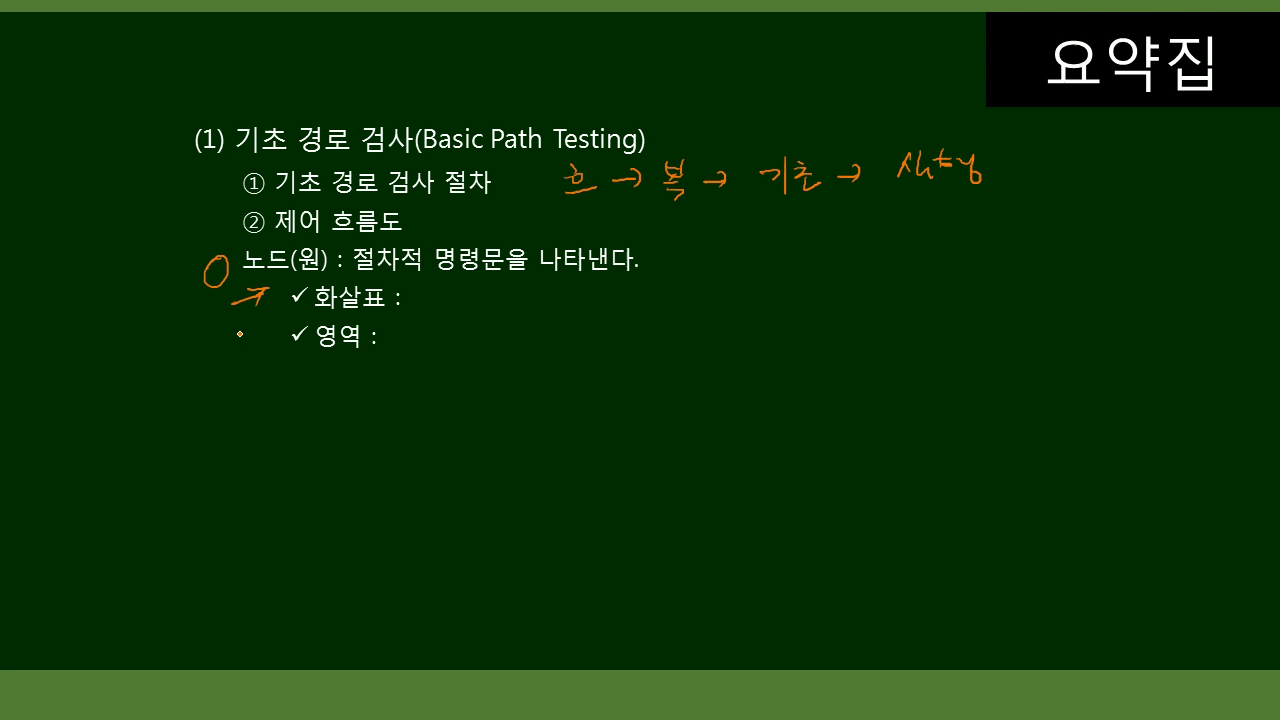 요약집
(1) 기초 경로 검사(Basic Path Testing)
① 기초 경로 검사 절차 흐 → 복 → 기초 →
② 제어 흐름도
노드(원) : 절차적 명령문을 나타낸다.
✓ 화살표 :
✓ 영역 :